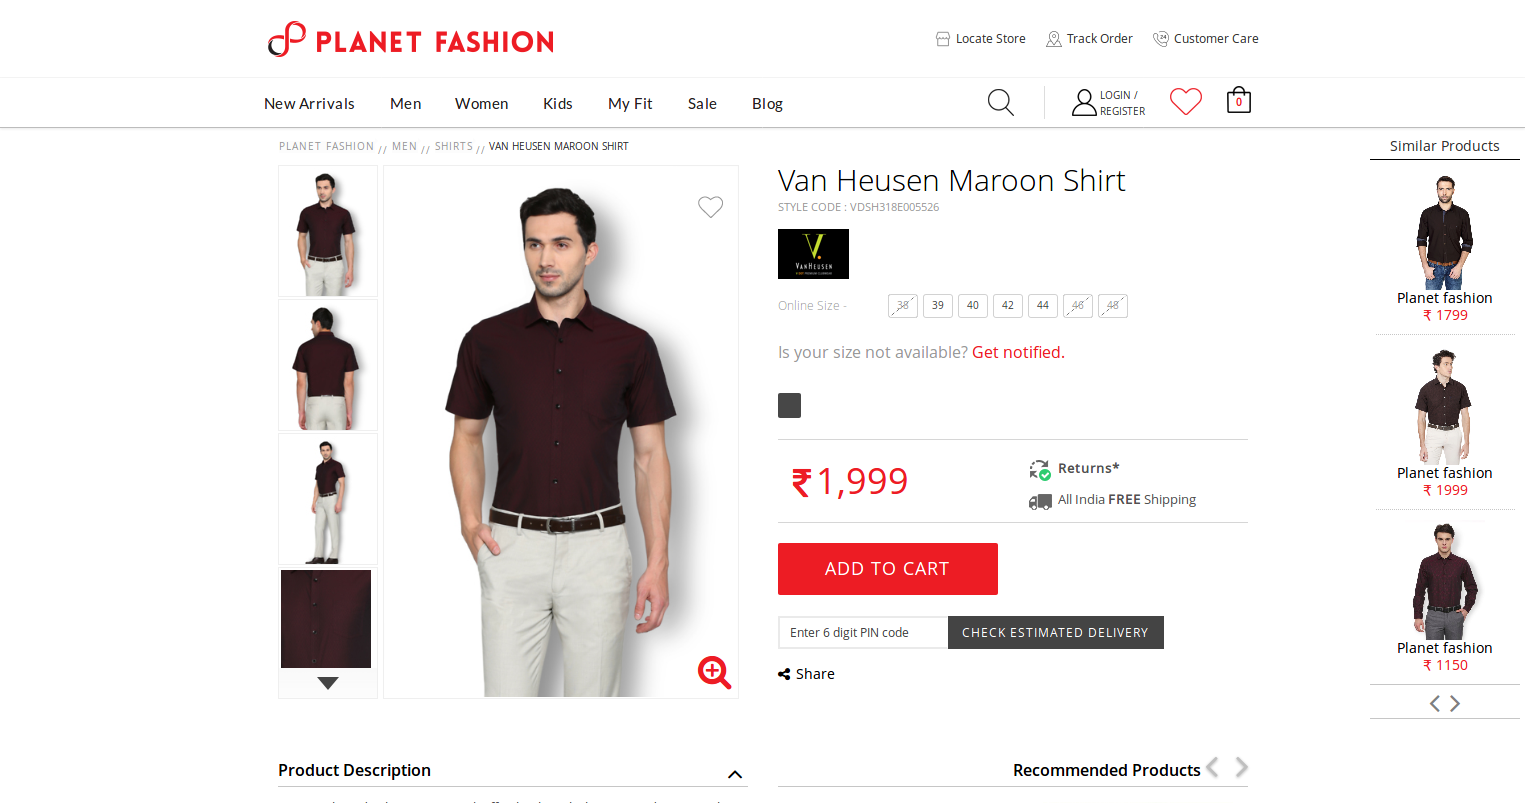 PLANET FASHION
Locate Store
Track Order
Customer Care
New Arrivals
Men
Women
Kids
My Fit
Sale
Blog
LOGIN /
REGISTER
0
PLANET FASHION // MEN // SHIRTS // VAN HEUSEN MAROON SHIRT
Van Heusen Maroon Shirt
STYLE CODE : VDSH318E005526
V.
VAN HEUSEN
Online Size -
38
39
40
42
44
46
48
Is your size not available? Get notified.
₹1,999
Returns*
All India FREE Shipping
ADD TO CART
Enter 6 digit PIN code
CHECK ESTIMATED DELIVERY
Share
Similar Products
Planet fashion
₹ 1799
Planet fashion
₹ 1999
Planet fashion
₹ 1150
Product Description
Recommended Products